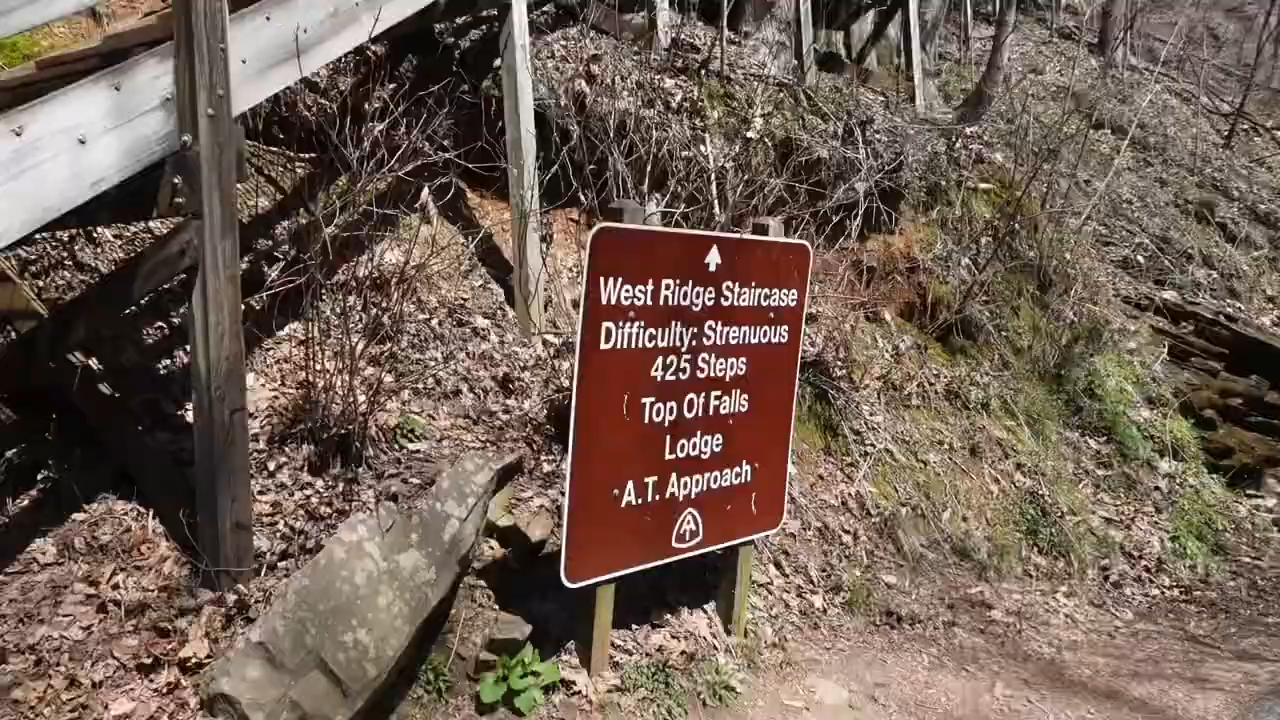 West Ridge Staircase
Difficulty: Strenuous
425 Steps
Top Of Falls
Lodge
A.T. Approach